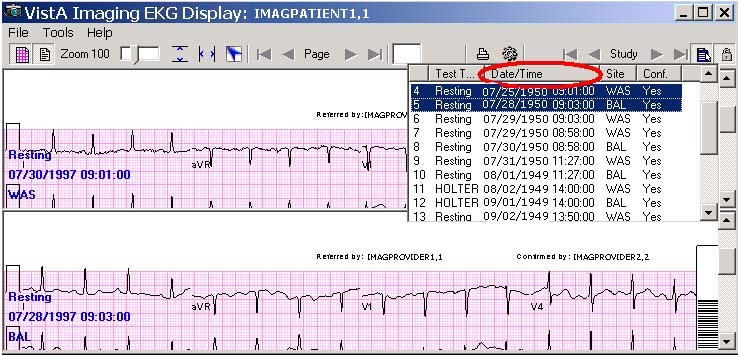 VistA Imaging EKG Display: IMAGPATIENT1,1
File Tools Help
Zoom 100 Page Study
Test T... Date/Time Site Conf.
4 Resting 07/25/1950 09:01:00 WAS Yes
5 Resting 07/28/1950 09:03:00 BAL Yes
6 Resting 07/29/1950 09:03:00 WAS Yes
7 Resting 07/29/1950 08:58:00 WAS Yes
8 Resting 07/30/1950 08:58:00 BAL Yes
9 Resting 07/31/1950 11:27:00 WAS Yes
10 Resting 08/01/1949 11:27:00 BAL Yes
11 HOLTER 08/02/1949 14:00:00 WAS Yes
12 HOLTER 09/01/1949 14:00:00 BAL Yes
13 Resting 09/02/1949 13:50:00 WAS Yes
Referred by: IMAGPROVIDER
Resting
aVR V1
07/30/1997 09:01:00
WAS
Referred by: IMAGPROVIDER1,1 Confirmed by: IMAGPROVIDER2,2
Resting
aVR V1 V4
07/28/1997 09:03:00
BAL